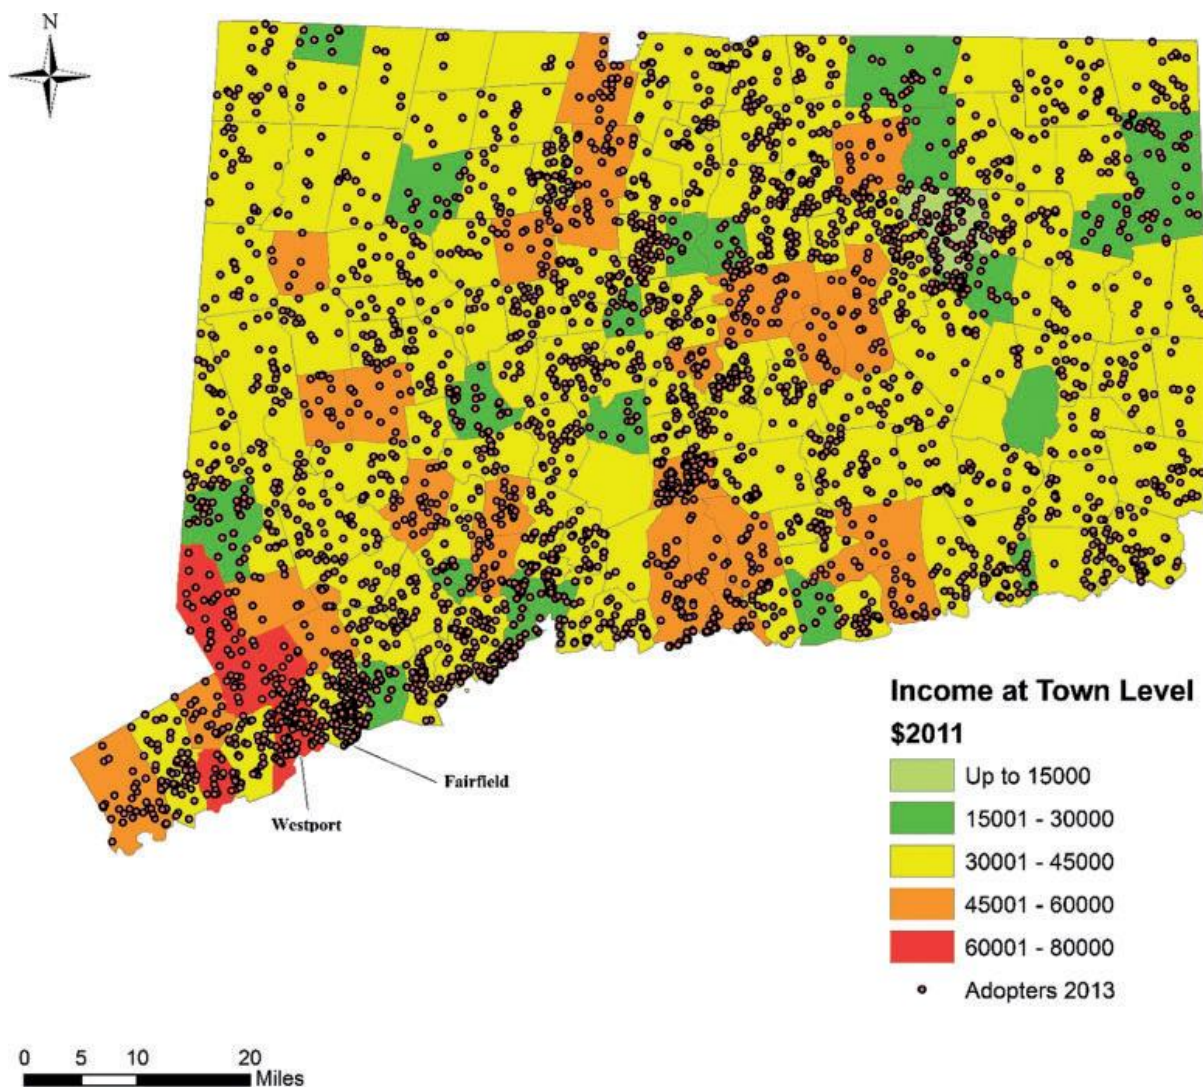 N
Fairfield
Westport
Income at Town Level
$2011
Up to 15000
15001 - 30000
30001 - 45000
45001 - 60000
60001 - 80000
Adopters 2013
0 5 10 20
Miles